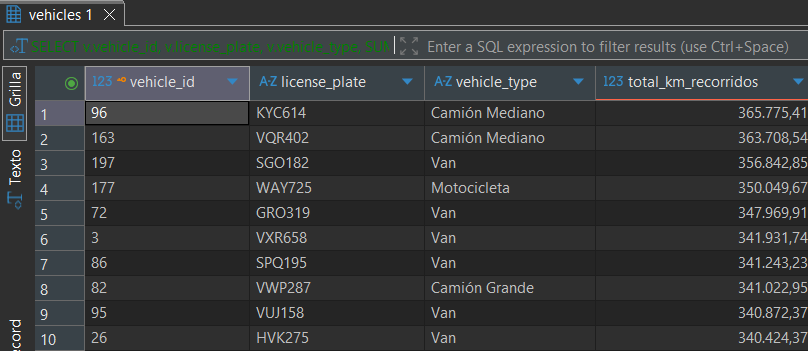 vehicles 1
SELECT v.vehicle_id, v.license_plate, v.vehicle_type, SUM
Enter a SQL expression to filter results (use Ctrl+Space)
Grilla
Texto
123 vehicle_id
A-Z license_plate
A-Z vehicle_type
123 total_km_recorridos
1 96 KYC614 Camión Mediano 365.775,41
2 163 VQR402 Camión Mediano 363.708,54
3 197 SGO182 Van 356.842,85
4 177 WAY725 Motocicleta 350.049,67
5 72 GRO319 Van 347.969,91
6 3 VXR658 Van 341.931,74
7 86 SPQ195 Van 341.243,23
8 82 VWP287 Camión Grande 341.022,95
9 95 VUJ158 Van 340.872,37
10 26 HVK275 Van 340.424,37
ecord